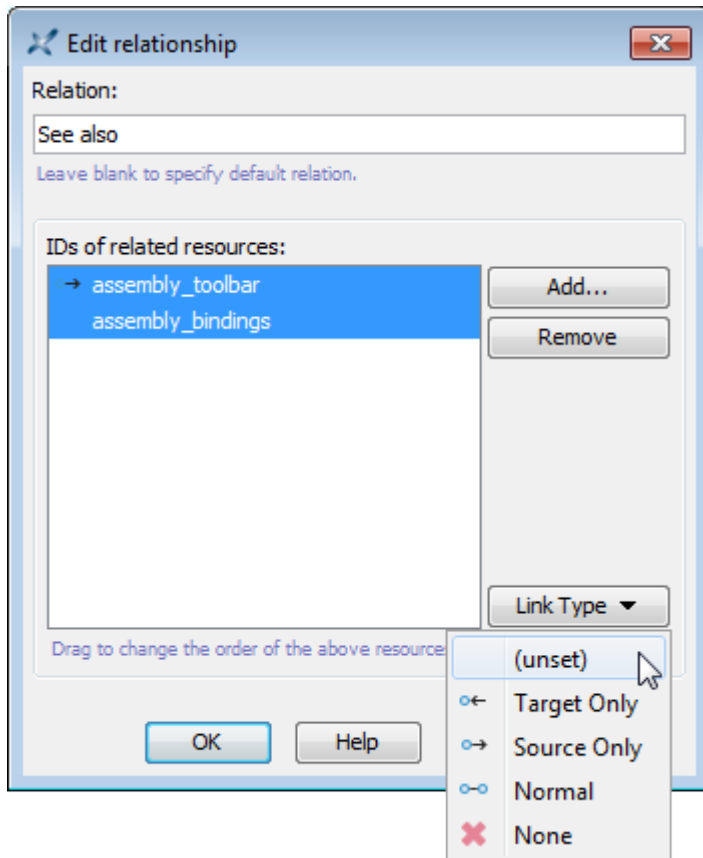 Edit relationship
Relation:
See also
Leave blank to specify default relation.
IDs of related resources:
assembly_toolbar
assembly_bindings
Add...
Remove
Link Type
Drag to change the order of the above resource
(unset)
Target Only
Source Only
Normal
None
OK
Help